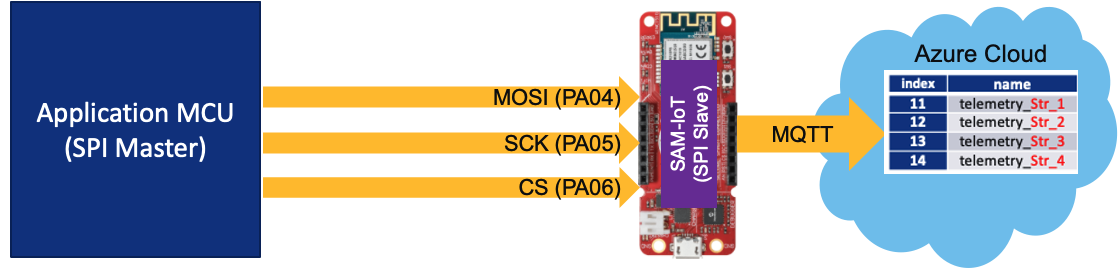 Application MCU
(SPI Master)
MOSI (PA04)
SCK (PA05)
CS (PA06)
SAM-IoT
(SPI Slave)
MQTT
Azure Cloud
index name
11 telemetry_Str_1
12 telemetry_Str_2
13 telemetry_Str_3
14 telemetry_Str_4